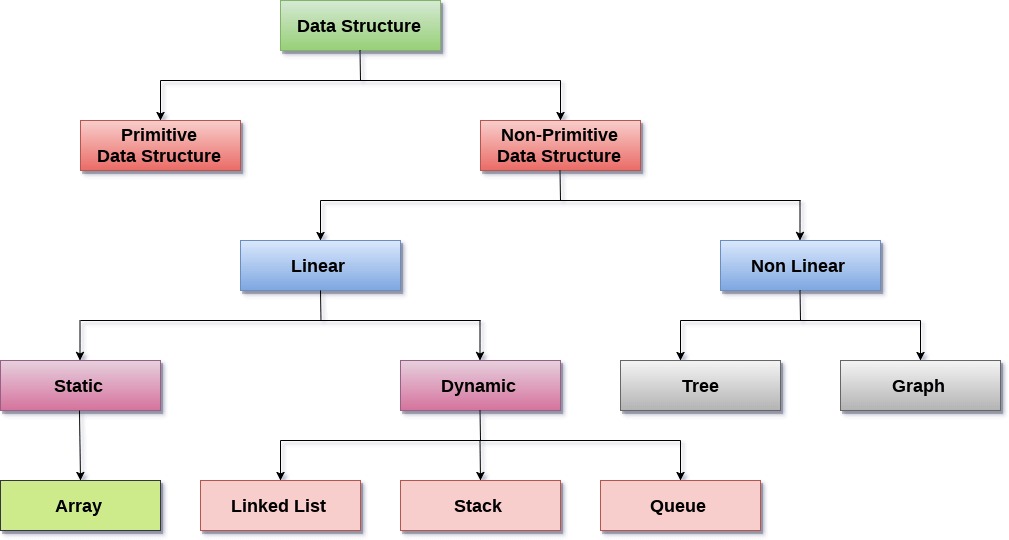 Data Structure
Primitive
Data Structure
Non-Primitive
Data Structure
Linear
Non Linear
Static
Dynamic
Tree
Graph
Array
Linked List
Stack
Queue